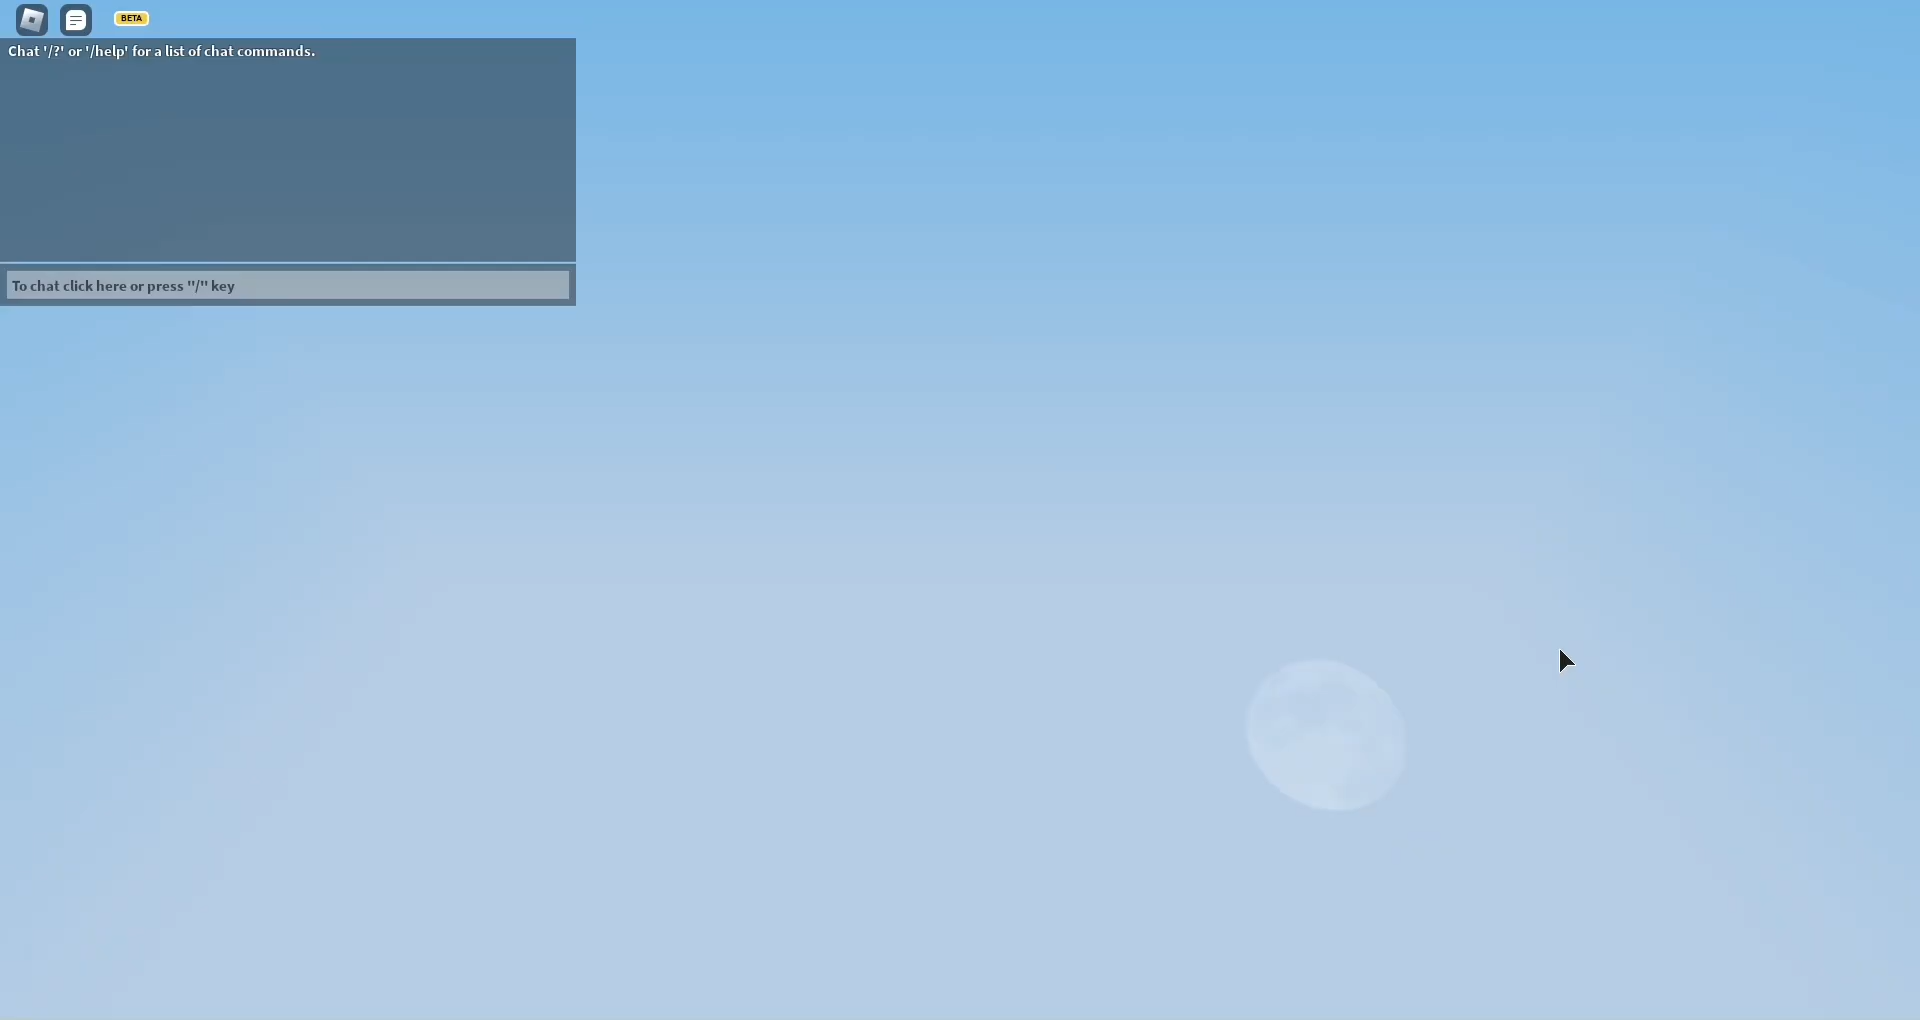 BETA
Chat '/?' or '/help' for a list of chat commands.
To chat click here or press "/" key